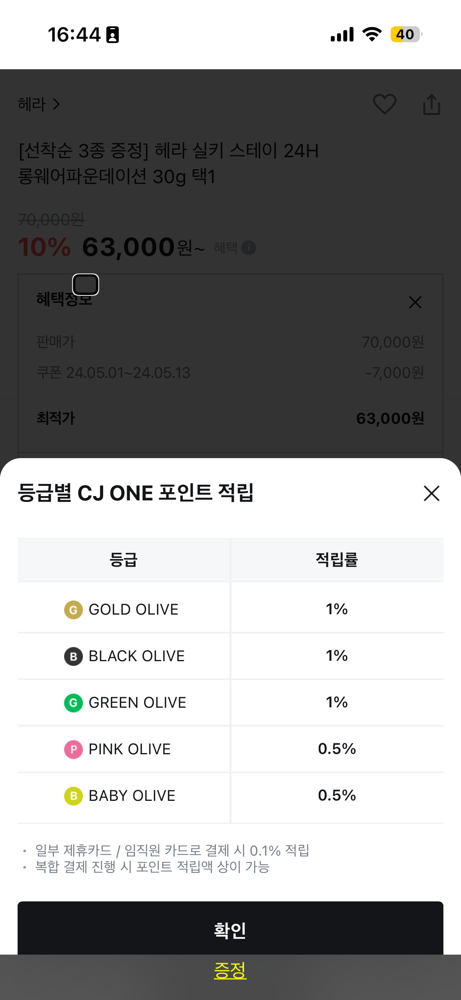 16:44
40
헤라
[선착순 3종 증정] 헤라 실키 스테이 24H
롱웨어파운데이션 30g 택1
70,000원
10% 63,000원~ 혜택 i
혜택정보
판매가 70,000원
쿠폰 24.05.01~24.05.13 -7,000원
최적가 63,000원
등급별 CJ ONE 포인트 적립
등급 적립률
G GOLD OLIVE 1%
B BLACK OLIVE 1%
G GREEN OLIVE 1%
P PINK OLIVE 0.5%
B BABY OLIVE 0.5%
· 일부 제휴카드 / 임직원 카드로 결제 시 0.1% 적립
· 복합 결제 진행 시 포인트 적립액 상이 가능
확인
증정